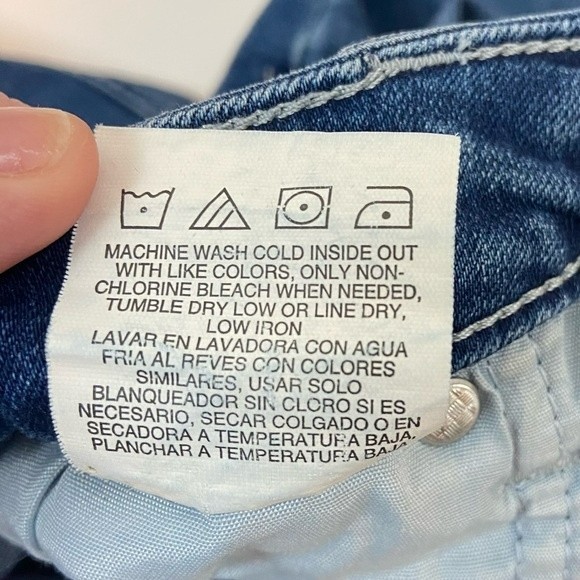 MACHINE WASH COLD INSIDE OUT
WITH LIKE COLORS, ONLY NON-
CHLORINE BLEACH WHEN NEEDED,
TUMBLE DRY LOW OR LINE DRY,
LOW IRON
LAVAR EN LAVADORA CON AGUA
FRIA AL REVES CON COLORES
SIMILARES, USAR SOLO
BLANQUEADOR SIN CLORO SI ES
NECESARIO, SECAR COLGADO O EN
SECADORA A TEMPERATURA BAJA,
PLANCHAR A TEMPERATURA BAJA